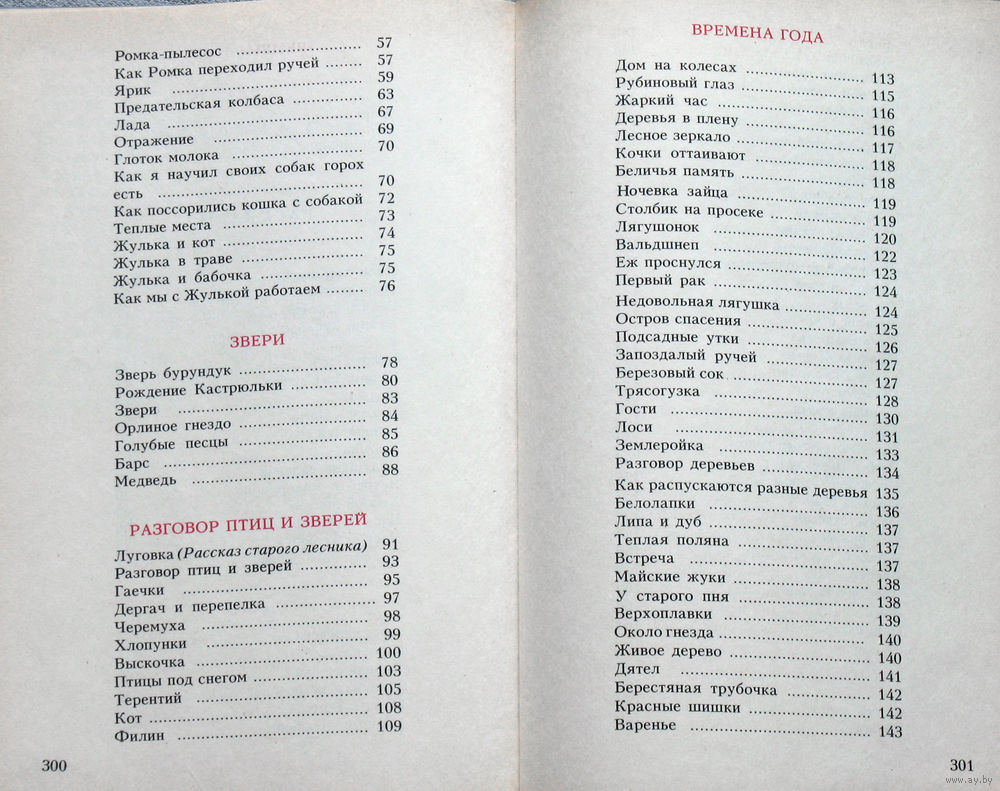 Ромка-пылесос ........................ 57
Как Ромка переходил ручей ........ 57
Ярик ........................ 59
Предательская колбаса ........................ 63
Лада ........................ 67
Отражение ........................ 69
Глоток молока ........................ 70
Как я научил своих собак горох
есть ........................ 70
Как поссорились кошка с собакой 72
Теплые места ........................ 73
Жулька и кот ........................ 74
Жулька в траве ........................ 75
Жулька и бабочка ........................ 75
Как мы с Жулькой работаем ........ 76
ЗВЕРИ
Зверь бурундук ........................ 78
Рождение Кастрюльки ........................ 80
Звери ........................ 83
Орлиное гнездо ........................ 84
Голубые песцы ........................ 85
Барс ........................ 86
Медведь ........................ 88
РАЗГОВОР ПТИЦ И ЗВЕРЕЙ
Луговка (Рассказ старого лесника) 91
Разговор птиц и зверей ........................ 93
Гаечки ........................ 95
Дергач и перепелка ........................ 97
Черемуха ........................ 98
Хлопунки ........................ 99
Выскочка ........................ 100
Птицы под снегом ........................ 103
Терентий ........................ 105
Кот ........................ 108
Филин ........................ 109
300
ВРЕМЕНА ГОДА
Дом на колесах ........................ 113
Рубиновый глаз ........................ 115
Жаркий час ........................ 116
Деревья в плену ........................ 116
Лесное зеркало ........................ 117
Кочки оттаивают ........................ 118
Беличья память ........................ 118
Ночевка зайца ........................ 119
Столбик на просеке ........................ 119
Лягушонок ........................ 120
Вальдшнеп ........................ 122
Еж проснулся ........................ 123
Первый рак ........................ 124
Недовольная лягушка ........................ 124
Остров спасения ........................ 125
Подсадные утки ........................ 126
Запоздалый ручей ........................ 127
Березовый сок ........................ 127
Трясогузка ........................ 128
Гости ........................ 130
Лоси ........................ 131
Землеройка ........................ 133
Разговор деревьев ........................ 134
Как распускаются разные деревья 135
Белолапки ........................ 136
Липа и дуб ........................ 137
Теплая поляна ........................ 137
Встреча ........................ 137
Майские жуки ........................ 138
У старого пня ........................ 138
Верхоплавки ........................ 139
Около гнезда ........................ 140
Живое дерево ........................ 140
Дятел ........................ 141
Берестяная трубочка ........................ 142
Красные шишки ........................ 142
Варенье ........................ 143
301
www.ay.by